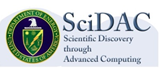 SciDAC
Scientific Discovery
through
Advanced Computing